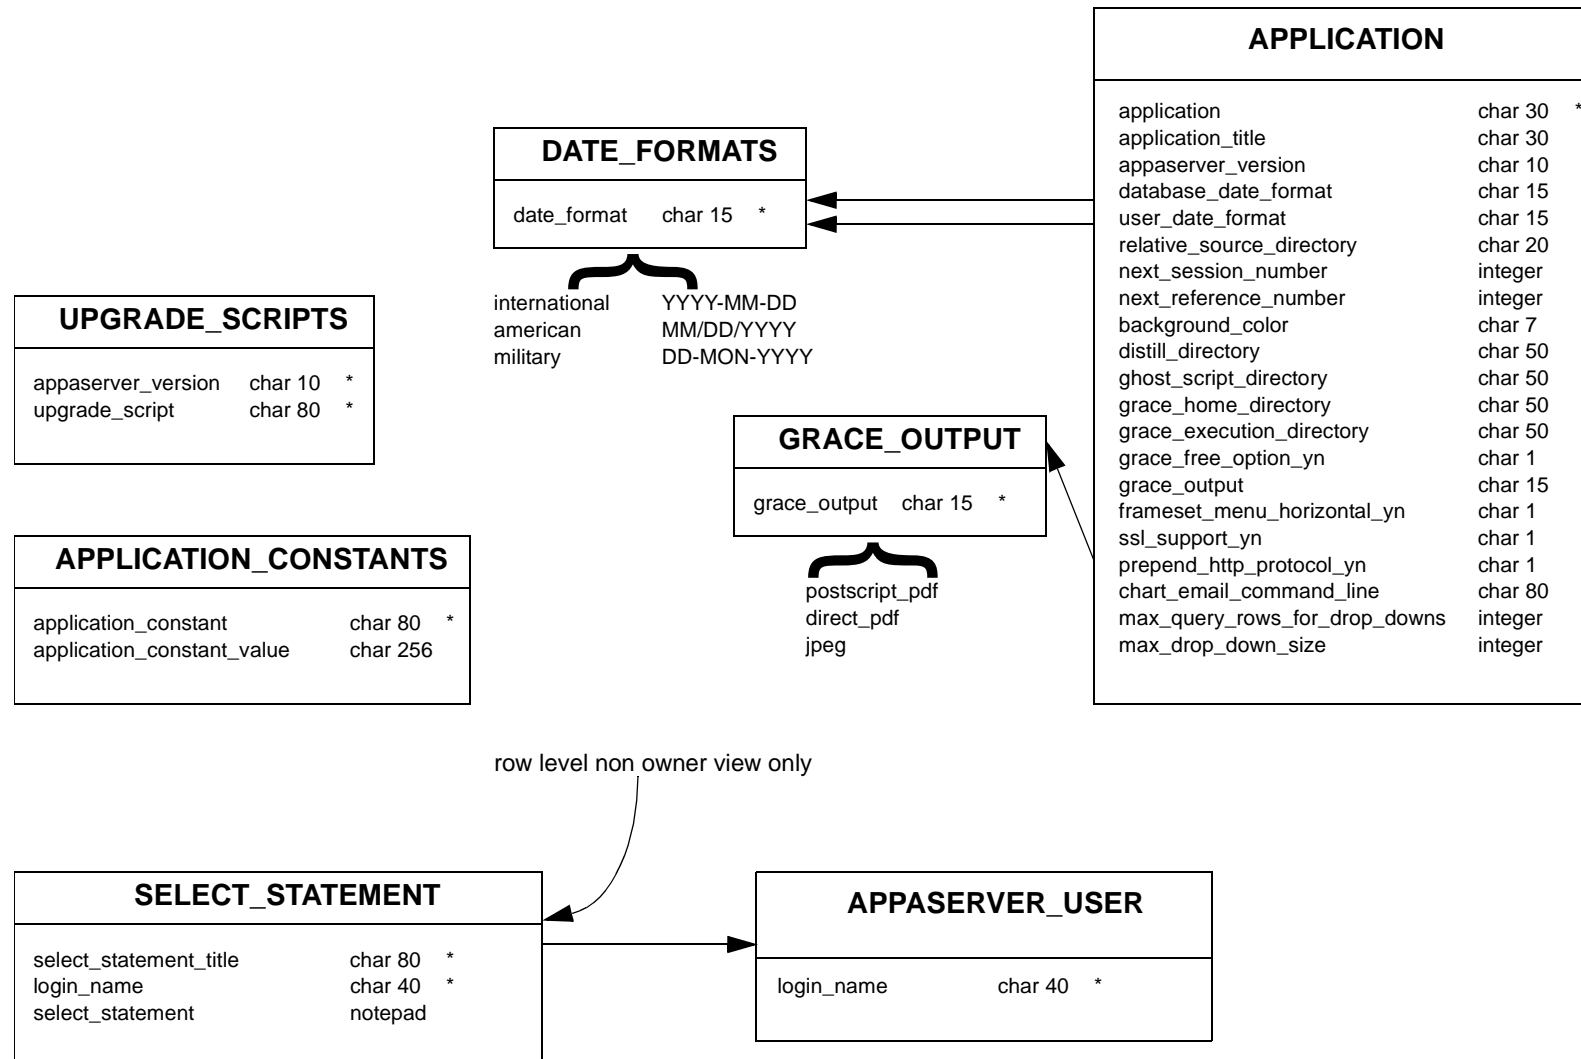 APPLICATION
application char 30 *
application_title char 30
appaserver_version char 10
database_date_format char 15
user_date_format char 15
relative_source_directory char 20
next_session_number integer
next_reference_number integer
background_color char 7
distill_directory char 50
ghost_script_directory char 50
grace_home_directory char 50
grace_execution_directory char 50
grace_free_option_yn char 1
grace_output char 15
frameset_menu_horizontal_yn char 1
ssl_support_yn char 1
prepend_http_protocol_yn char 1
chart_email_command_line char 80
max_query_rows_for_drop_downs integer
max_drop_down_size integer
DATE_FORMATS
date_format char 15 *
international YYYY-MM-DD
american MM/DD/YYYY
military DD-MON-YYYY
UPGRADE_SCRIPTS
appaserver_version char 10 *
upgrade_script char 80 *
GRACE_OUTPUT
grace_output char 15 *
postscript_pdf
direct_pdf
jpeg
APPLICATION_CONSTANTS
application_constant char 80 *
application_constant_value char 256
row level non owner view only
SELECT_STATEMENT
select_statement_title char 80 *
login_name char 40 *
select_statement notepad
APPASERVER_USER
login_name char 40 *